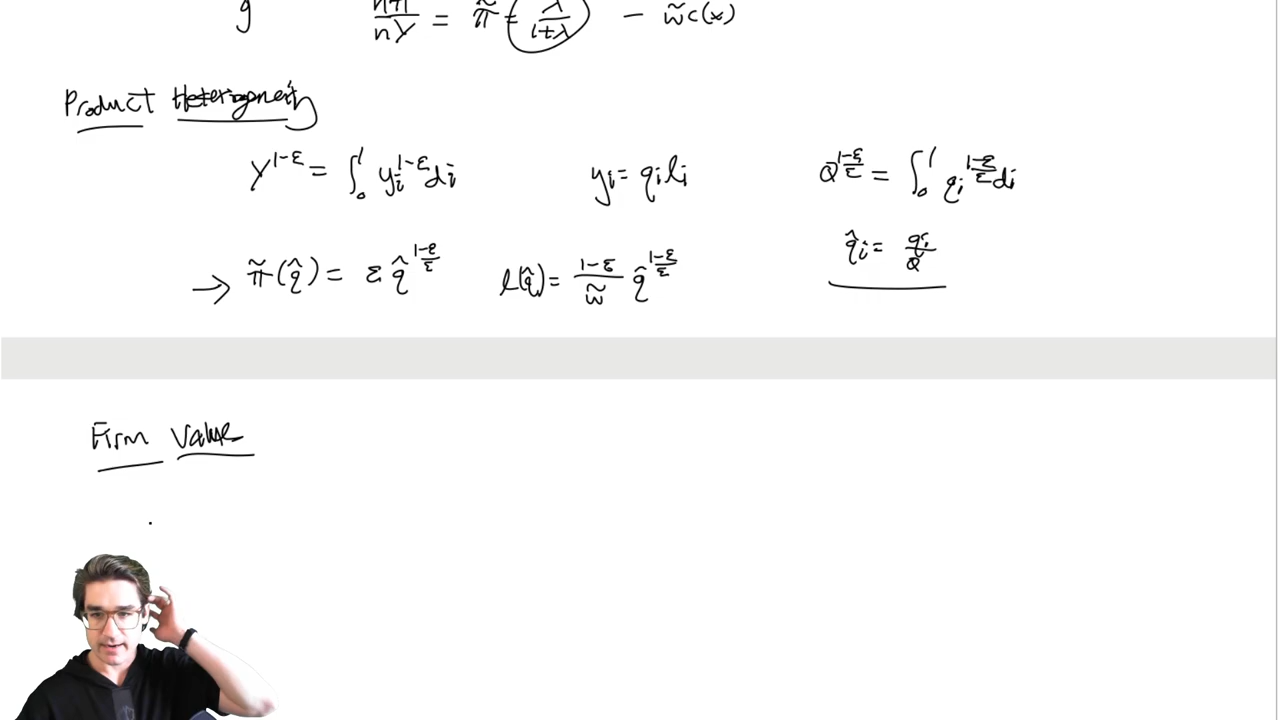 g nπ/nY = π̃ = λ/(1+λ) − w̃c(x)
Product Heterogeneity
Y^{1-ε} = ∫₀¹ y_i^{1-ε} di y_i = q_i l_i Q^{(1-ε)/ε} = ∫₀¹ q_i^{(1-ε)/ε} di
q̂_i = q_i/Q
→ π̃(q̂) = ε q̂^{(1-ε)/ε} l(q̂) = (1-ε)/w̃ q̂^{(1-ε)/ε}
Firm Value